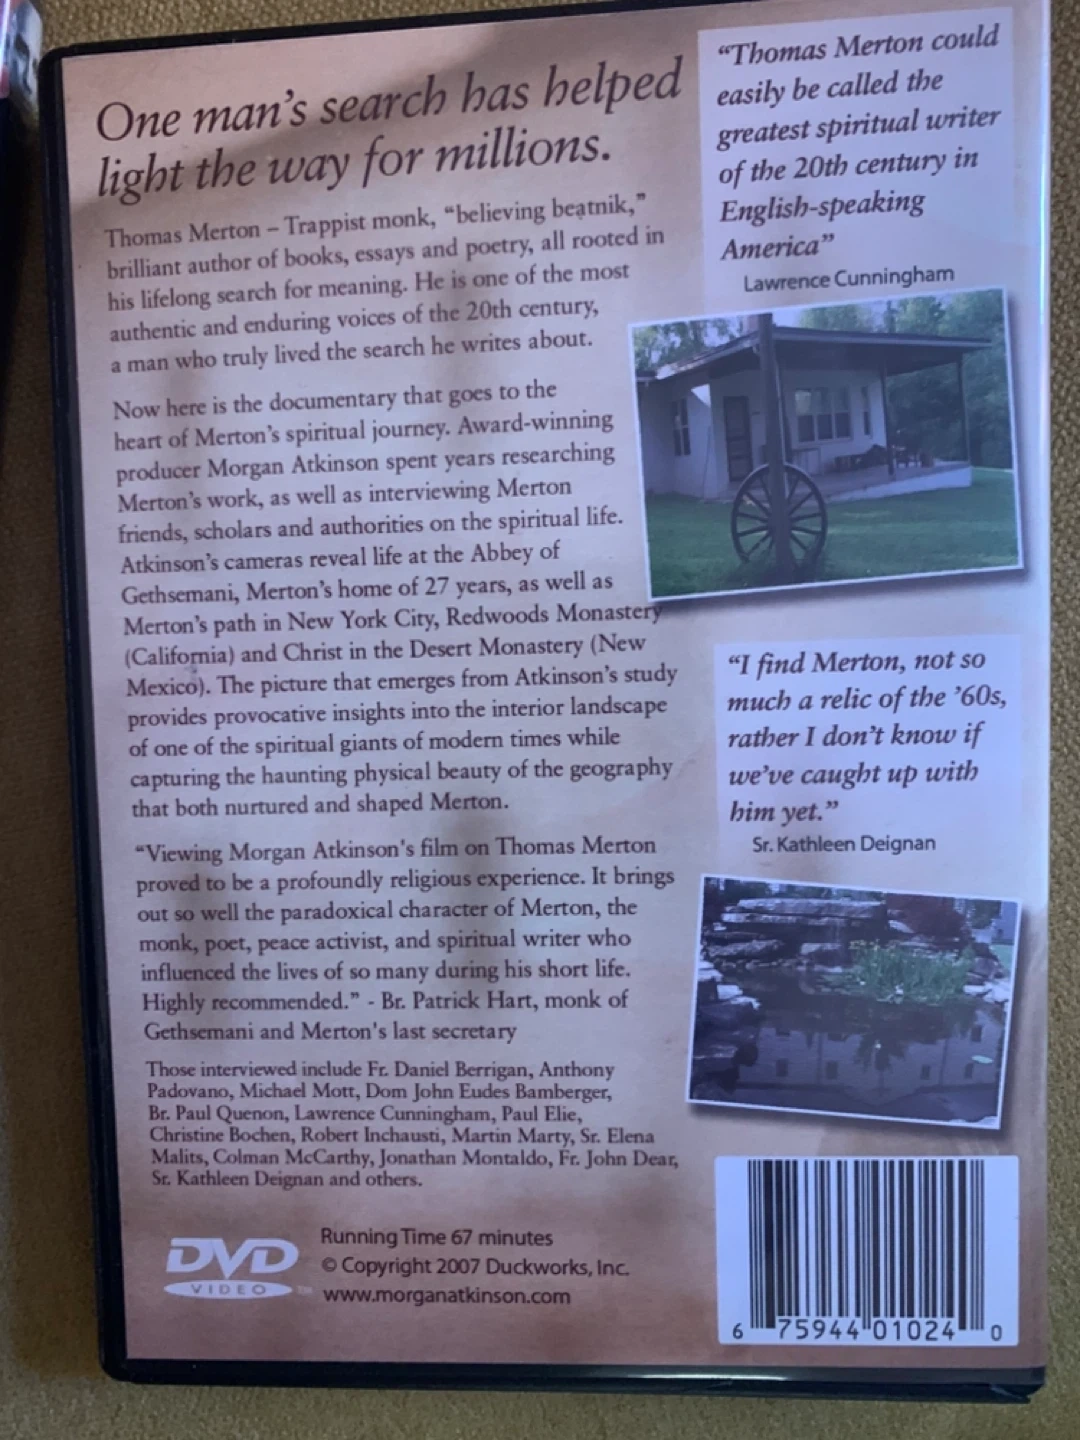 One man's search has helped
light the way for millions.
Thomas Merton – Trappist monk, “believing beatnik,”
brilliant author of books, essays and poetry, all rooted in
his lifelong search for meaning. He is one of the most
authentic and enduring voices of the 20th century,
a man who truly lived the search he writes about.
Now here is the documentary that goes to the
heart of Merton's spiritual journey. Award-winning
producer Morgan Atkinson spent years researching
Merton's work, as well as interviewing Merton
friends, scholars and authorities on the spiritual life.
Atkinson's cameras reveal life at the Abbey of
Gethsemani, Merton's home of 27 years, as well as
Merton's path in New York City, Redwoods Monastery
(California) and Christ in the Desert Monastery (New
Mexico). The picture that emerges from Atkinson's study
provides provocative insights into the interior landscape
of one of the spiritual giants of modern times while
capturing the haunting physical beauty of the geography
that both nurtured and shaped Merton.
“Viewing Morgan Atkinson's film on Thomas Merton
proved to be a profoundly religious experience. It brings
out so well the paradoxical character of Merton, the
monk, poet, peace activist, and spiritual writer who
influenced the lives of so many during his short life.
Highly recommended.” - Br. Patrick Hart, monk of
Gethsemani and Merton's last secretary
Those interviewed include Fr. Daniel Berrigan, Anthony
Padovano, Michael Mott, Dom John Eudes Bamberger,
Br. Paul Quenon, Lawrence Cunningham, Paul Elie,
Christine Bochen, Robert Inchausti, Martin Marty, Sr. Elena
Malits, Colman McCarthy, Jonathan Montaldo, Fr. John Dear,
Sr. Kathleen Deignan and others.
DVD
VIDEO™
Running Time 67 minutes
© Copyright 2007 Duckworks, Inc.
www.morganatkinson.com
“Thomas Merton could
easily be called the
greatest spiritual writer
of the 20th century in
English-speaking
America”
Lawrence Cunningham
“I find Merton, not so
much a relic of the '60s,
rather I don't know if
we've caught up with
him yet.”
Sr. Kathleen Deignan
6 75944 01024 0